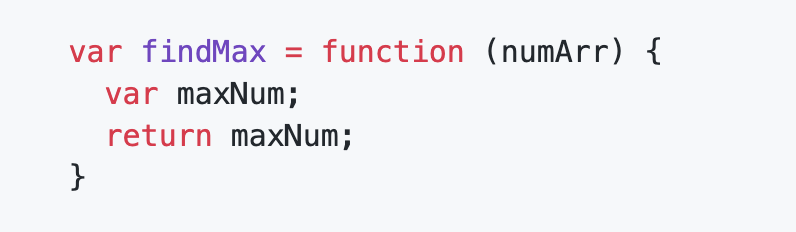 var findMax = function (numArr) {
  var maxNum;
  return maxNum;
}